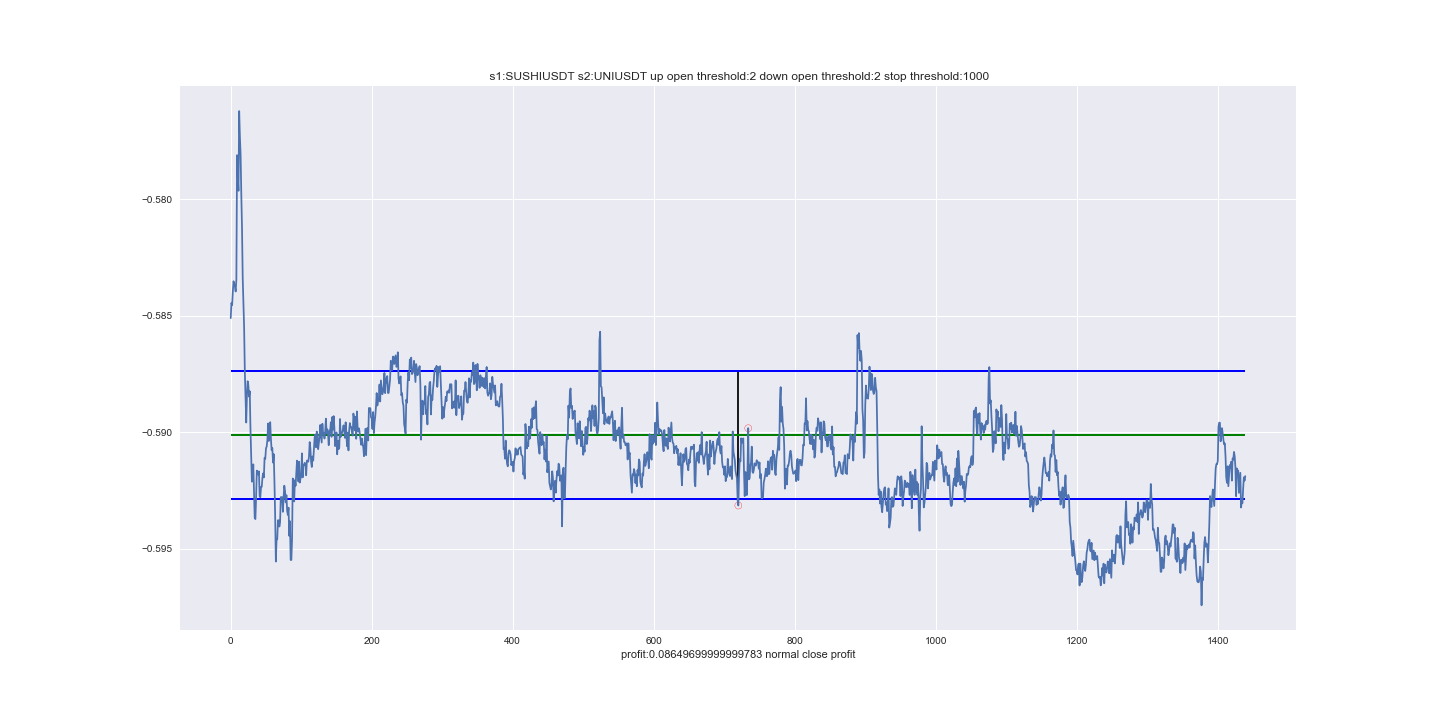 s1:SUSHIUSDT s2:UNIUSDT up open threshold:2 down open threshold:2 stop threshold:1000
−0.580
−0.585
−0.590
−0.595
0 200 400 600 800 1000 1200 1400
profit:0.08649699999999783 normal close profit